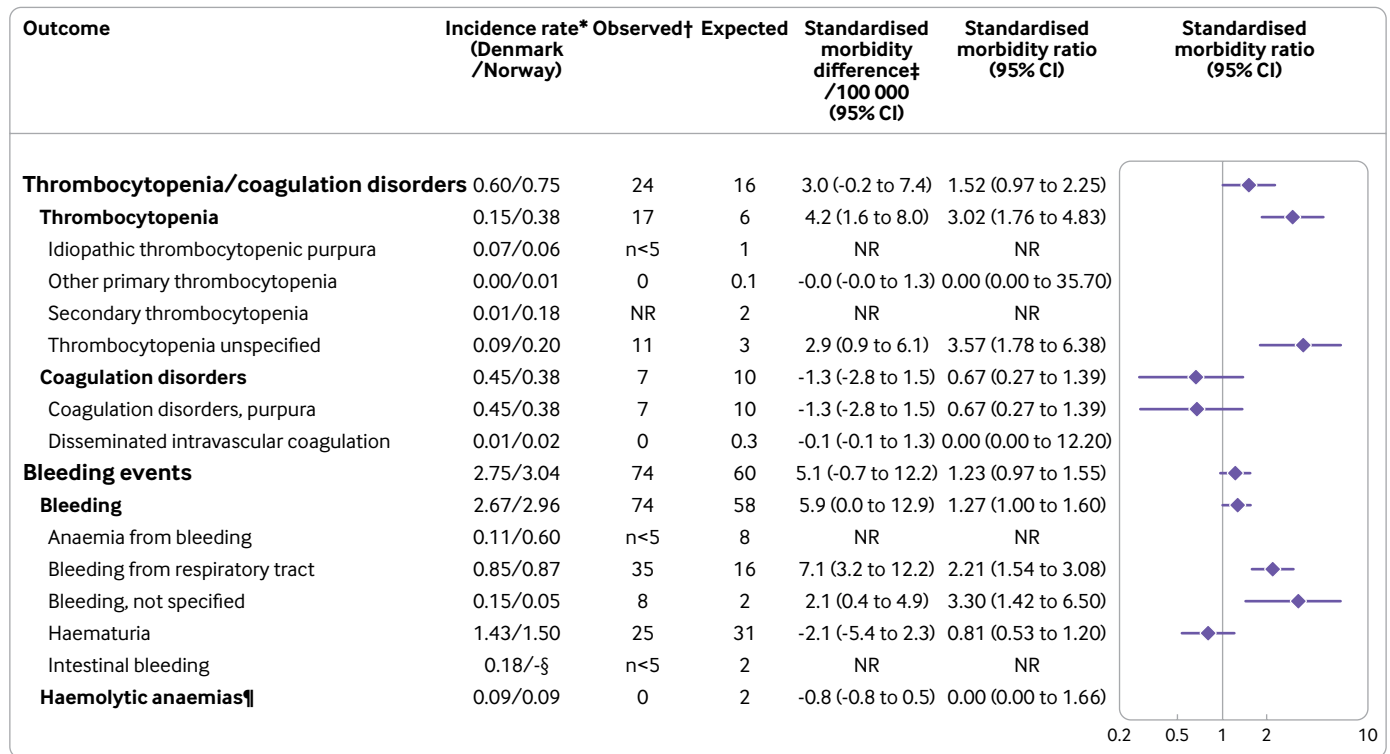 Outcome Incidence rate* Observed† Expected Standardised Standardised Standardised
(Denmark morbidity morbidity ratio morbidity ratio
/Norway) difference‡ (95% CI) (95% CI)
/100 000
(95% CI)
Thrombocytopenia/coagulation disorders 0.60/0.75 24 16 3.0 (-0.2 to 7.4) 1.52 (0.97 to 2.25)
Thrombocytopenia 0.15/0.38 17 6 4.2 (1.6 to 8.0) 3.02 (1.76 to 4.83)
Idiopathic thrombocytopenic purpura 0.07/0.06 n<5 1 NR NR
Other primary thrombocytopenia 0.00/0.01 0 0.1 -0.0 (-0.0 to 1.3) 0.00 (0.00 to 35.70)
Secondary thrombocytopenia 0.01/0.18 NR 2 NR NR
Thrombocytopenia unspecified 0.09/0.20 11 3 2.9 (0.9 to 6.1) 3.57 (1.78 to 6.38)
Coagulation disorders 0.45/0.38 7 10 -1.3 (-2.8 to 1.5) 0.67 (0.27 to 1.39)
Coagulation disorders, purpura 0.45/0.38 7 10 -1.3 (-2.8 to 1.5) 0.67 (0.27 to 1.39)
Disseminated intravascular coagulation 0.01/0.02 0 0.3 -0.1 (-0.1 to 1.3) 0.00 (0.00 to 12.20)
Bleeding events 2.75/3.04 74 60 5.1 (-0.7 to 12.2) 1.23 (0.97 to 1.55)
Bleeding 2.67/2.96 74 58 5.9 (0.0 to 12.9) 1.27 (1.00 to 1.60)
Anaemia from bleeding 0.11/0.60 n<5 8 NR NR
Bleeding from respiratory tract 0.85/0.87 35 16 7.1 (3.2 to 12.2) 2.21 (1.54 to 3.08)
Bleeding, not specified 0.15/0.05 8 2 2.1 (0.4 to 4.9) 3.30 (1.42 to 6.50)
Haematuria 1.43/1.50 25 31 -2.1 (-5.4 to 2.3) 0.81 (0.53 to 1.20)
Intestinal bleeding 0.18/-§ n<5 2 NR NR
Haemolytic anaemias¶ 0.09/0.09 0 2 -0.8 (-0.8 to 0.5) 0.00 (0.00 to 1.66)
0.2 0.5 1 2 10